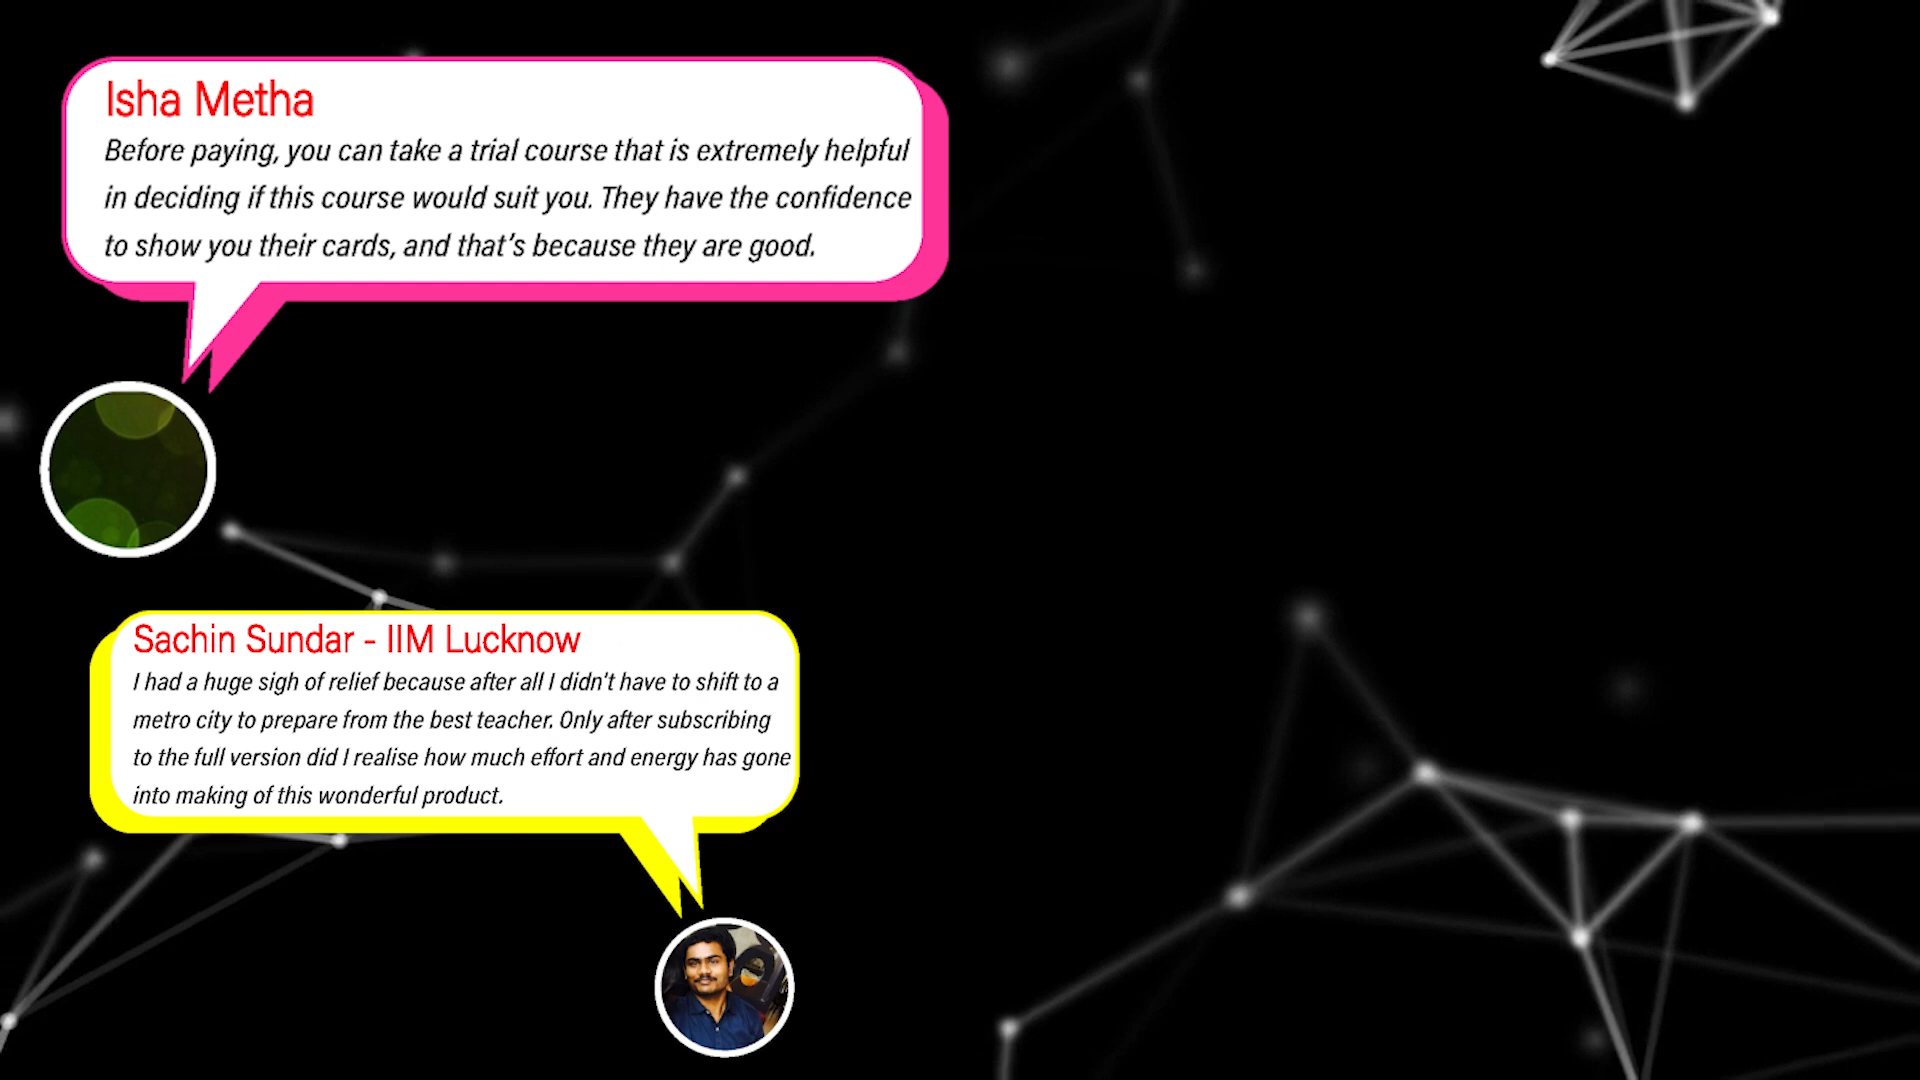 Isha Metha
Before paying, you can take a trial course that is extremely helpful
in deciding if this course would suit you. They have the confidence
to show you their cards, and that's because they are good.
Sachin Sundar - IIM Lucknow
I had a huge sigh of relief because after all I didn't have to shift to a
metro city to prepare from the best teacher. Only after subscribing
to the full version did I realise how much effort and energy has gone
into making of this wonderful product.